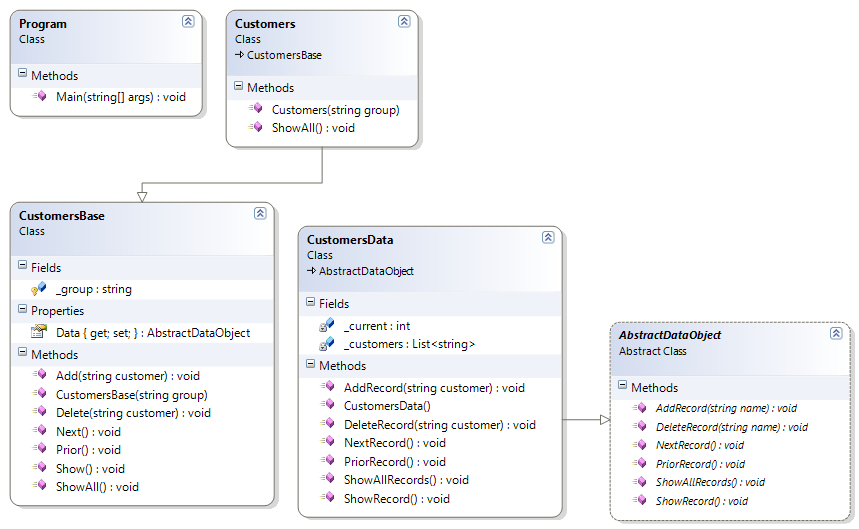 Program
Class
Methods
Main(string[] args) : void
Customers
Class
CustomersBase
Methods
Customers(string group)
ShowAll() : void
CustomersBase
Class
Fields
_group : string
Properties
Data { get; set; } : AbstractDataObject
Methods
Add(string customer) : void
CustomersBase(string group)
Delete(string customer) : void
Next() : void
Prior() : void
Show() : void
ShowAll() : void
CustomersData
Class
AbstractDataObject
Fields
_current : int
_customers : List<string>
Methods
AddRecord(string customer) : void
CustomersData()
DeleteRecord(string customer) : void
NextRecord() : void
PriorRecord() : void
ShowAllRecords() : void
ShowRecord() : void
AbstractDataObject
Abstract Class
Methods
AddRecord(string name) : void
DeleteRecord(string name) : void
NextRecord() : void
PriorRecord() : void
ShowAllRecords() : void
ShowRecord() : void